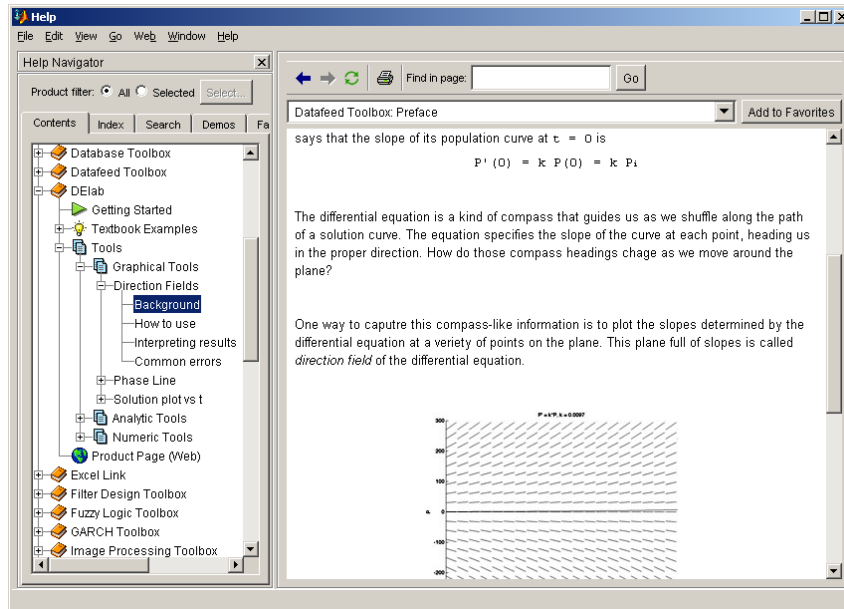 Help
File Edit View Go Web Window Help
Help Navigator
Product filter: All Selected Select...
Contents Index Search Demos Fa
Database Toolbox
Datafeed Toolbox
DElab
Getting Started
Textbook Examples
Tools
Graphical Tools
Direction Fields
Background
How to use
Interpreting results
Common errors
Phase Line
Solution plot vs t
Analytic Tools
Numeric Tools
Product Page (Web)
Excel Link
Filter Design Toolbox
Fuzzy Logic Toolbox
GARCH Toolbox
Image Processing Toolbox
Find in page: Go
Datafeed Toolbox: Preface Add to Favorites
says that the slope of its population curve at t = 0 is
P'(0) = k P(0) = k Pi
The differential equation is a kind of compass that guides us as we shuffle along the path
of a solution curve. The equation specifies the slope of the curve at each point, heading us
in the proper direction. How do those compass headings chage as we move around the
plane?
One way to caputre this compass-like information is to plot the slopes determined by the
differential equation at a veriety of points on the plane. This plane full of slopes is called
direction field of the differential equation.
P' = k*P, k = 0.0097
300
200
100
P 0
-100
-200